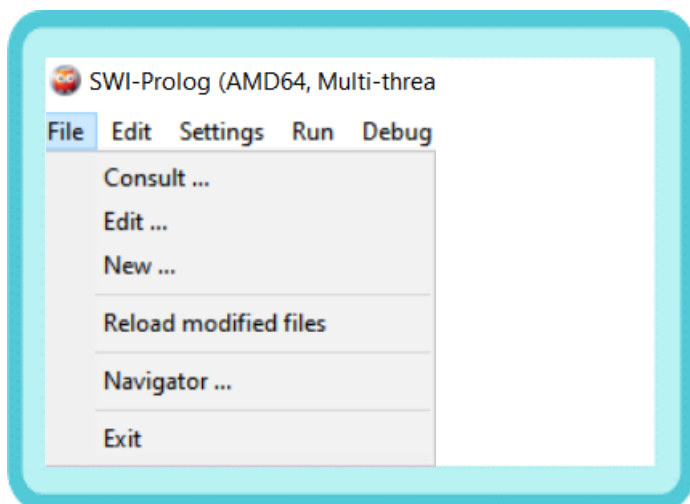 SWI-Prolog (AMD64, Multi-threa
File Edit Settings Run Debug
Consult ...
Edit ...
New ...
Reload modified files
Navigator ...
Exit